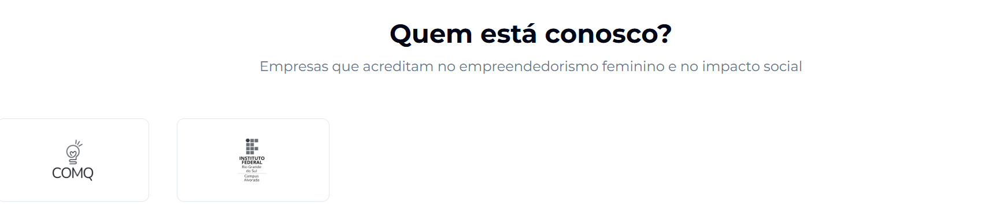 Quem está conosco?
Empresas que acreditam no empreendedorismo feminino e no impacto social
COMQ
INSTITUTO
FEDERAL
Rio Grande
do Sul
Campus
Alvorada